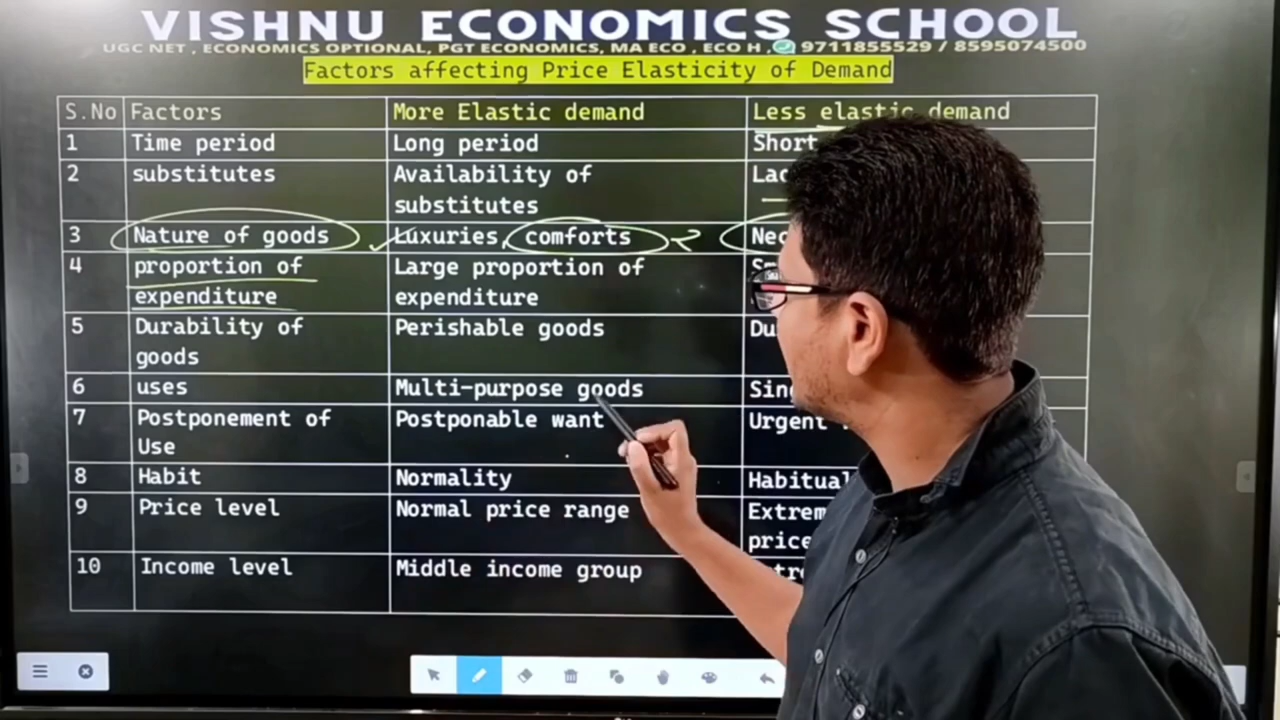 VISHNU ECONOMICS SCHOOL
UGC NET , ECONOMICS OPTIONAL, PGT ECONOMICS, MA ECO , ECO H , 9711855529 / 8595074500
Factors affecting Price Elasticity of Demand
S.No Factors More Elastic demand Less elastic demand
1 Time period Long period Short
2 substitutes Availability of
substitutes
3 Nature of goods Luxuries, comforts
4 proportion of Large proportion of
expenditure expenditure
5 Durability of Perishable goods
goods
6 uses Multi-purpose goods
7 Postponement of Postponable want Urgent
Use
8 Habit Normality Habitual
9 Price level Normal price range
price
10 Income level Middle income group